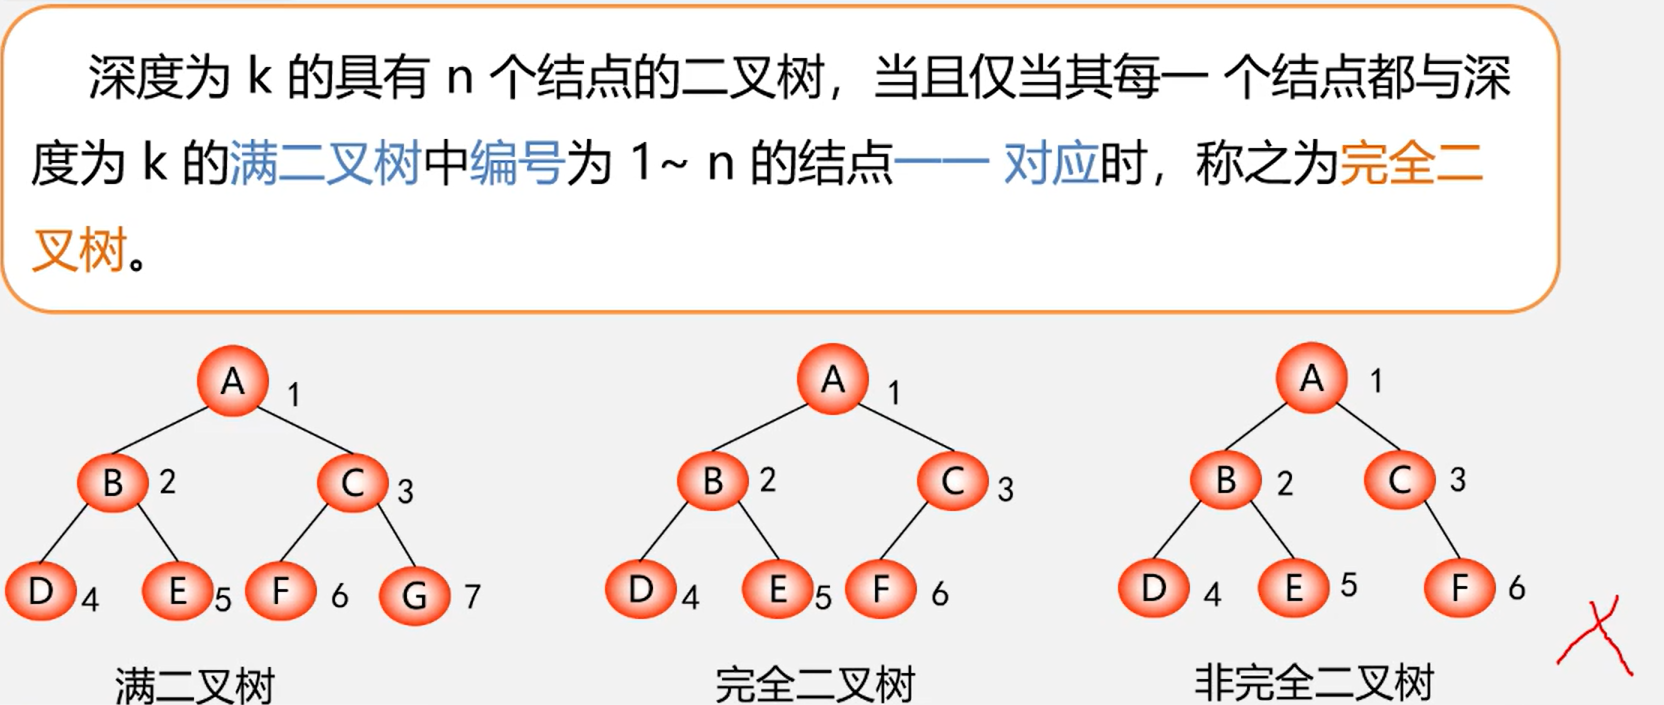 深度为 k 的具有 n 个结点的二叉树，当且仅当其每一 个结点都与深
度为 k 的满二叉树中编号为 1~ n 的结点一一 对应时，称之为完全二
叉树。
A 1 A 1 A 1
B 2 C 3 B 2 C 3 B 2 C 3
D 4 E 5 F 6 G 7 D 4 E 5 F 6 D 4 E 5 F 6
满二叉树 完全二叉树 非完全二叉树